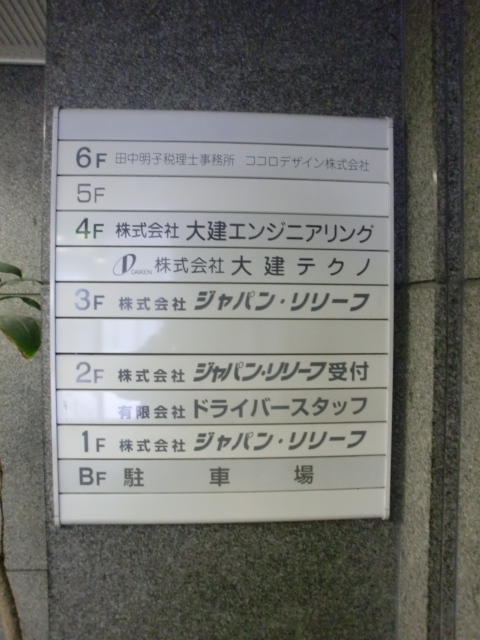 6F 田中明子税理士事務所 ココロデザイン株式会社
5F
4F 株式会社 大建エンジニアリング
DAIKEN 株式会社 大建テクノ
3F 株式会社 ジャパン・リリーフ
2F 株式会社 ジャパン・リリーフ受付
有限会社 ドライバースタッフ
1F 株式会社 ジャパン・リリーフ
BF 駐車場